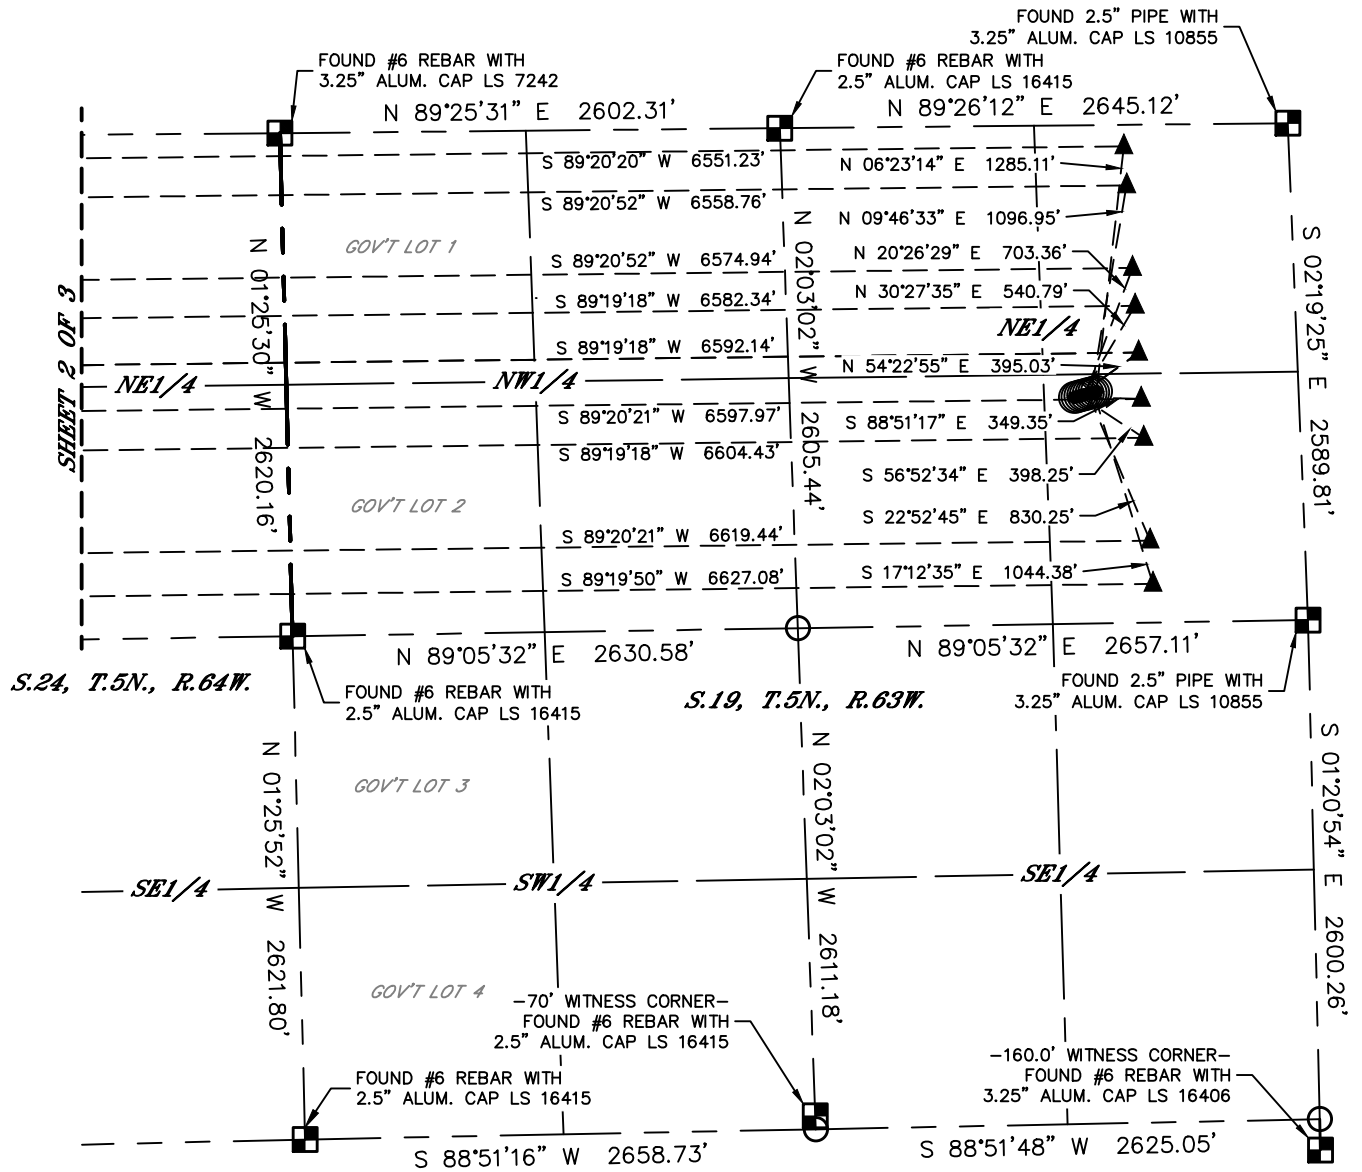 FOUND 2.5" PIPE WITH
3.25" ALUM. CAP LS 10855
FOUND #6 REBAR WITH
3.25" ALUM. CAP LS 7242
FOUND #6 REBAR WITH
2.5" ALUM. CAP LS 16415
N 89°25'31" E 2602.31'
N 89°26'12" E 2645.12'
S 89°20'20" W 6551.23'
N 06°23'14" E 1285.11'
S 89°20'52" W 6558.76'
N 09°46'33" E 1096.95'
GOV'T LOT 1
S 89°20'52" W 6574.94'
N 20°26'29" E 703.36'
S 89°19'18" W 6582.34'
N 30°27'35" E 540.79'
NE1/4
S 89°19'18" W 6592.14'
N 54°22'55" E 395.03'
NE1/4
NW1/4
S 89°20'21" W 6597.97'
S 88°51'17" E 349.35'
S 89°19'18" W 6604.43'
S 56°52'34" E 398.25'
GOV'T LOT 2
S 22°52'45" E 830.25'
S 89°20'21" W 6619.44'
S 89°19'50" W 6627.08'
S 17°12'35" E 1044.38'
SHEET 2 OF 3
N 01°25'30" W 2620.16'
N 02°03'02" W 2605.44'
S 02°19'25" E 2589.81'
N 89°05'32" E 2630.58'
N 89°05'32" E 2657.11'
S.24, T.5N., R.64W.
FOUND #6 REBAR WITH
2.5" ALUM. CAP LS 16415
S.19, T.5N., R.63W.
FOUND 2.5" PIPE WITH
3.25" ALUM. CAP LS 10855
N 01°25'52" W 2621.80'
GOV'T LOT 3
N 02°03'02" W 2611.18'
S 01°20'54" E 2600.26'
SE1/4
SW1/4
SE1/4
GOV'T LOT 4
-70' WITNESS CORNER-
FOUND #6 REBAR WITH
2.5" ALUM. CAP LS 16415
-160.0' WITNESS CORNER-
FOUND #6 REBAR WITH
3.25" ALUM. CAP LS 16406
FOUND #6 REBAR WITH
2.5" ALUM. CAP LS 16415
S 88°51'16" W 2658.73'
S 88°51'48" W 2625.05'